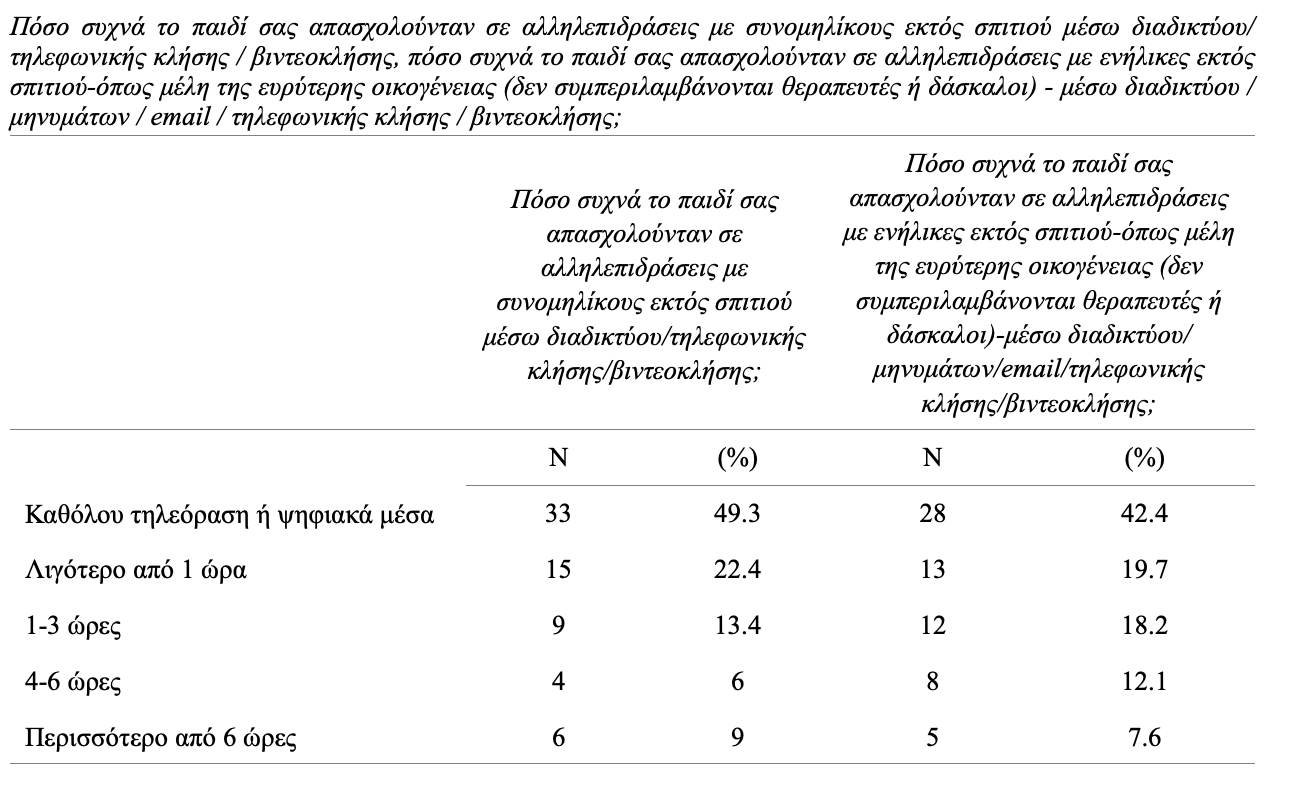 Πόσο συχνά το παιδί σας απασχολούνταν σε αλληλεπιδράσεις με συνομηλίκους εκτός σπιτιού μέσω διαδικτύου/
τηλεφωνικής κλήσης / βιντεοκλήσης, πόσο συχνά το παιδί σας απασχολούνταν σε αλληλεπιδράσεις με ενήλικες εκτός
σπιτιού-όπως μέλη της ευρύτερης οικογένειας (δεν συμπεριλαμβάνονται θεραπευτές ή δάσκαλοι) - μέσω διαδικτύου /
μηνυμάτων / email / τηλεφωνικής κλήσης / βιντεοκλήσης;
Πόσο συχνά το παιδί σας
απασχολούνταν σε
αλληλεπιδράσεις με
συνομηλίκους εκτός σπιτιού
μέσω διαδικτύου/τηλεφωνικής
κλήσης/βιντεοκλήσης;
Πόσο συχνά το παιδί σας
απασχολούνταν σε αλληλεπιδράσεις
με ενήλικες εκτός σπιτιού-όπως μέλη
της ευρύτερης οικογένειας (δεν
συμπεριλαμβάνονται θεραπευτές ή
δάσκαλοι)-μέσω διαδικτύου/
μηνυμάτων/email/τηλεφωνικής
κλήσης/βιντεοκλήσης;
N (%) N (%)
Καθόλου τηλεόραση ή ψηφιακά μέσα 33 49.3 28 42.4
Λιγότερο από 1 ώρα 15 22.4 13 19.7
1-3 ώρες 9 13.4 12 18.2
4-6 ώρες 4 6 8 12.1
Περισσότερο από 6 ώρες 6 9 5 7.6